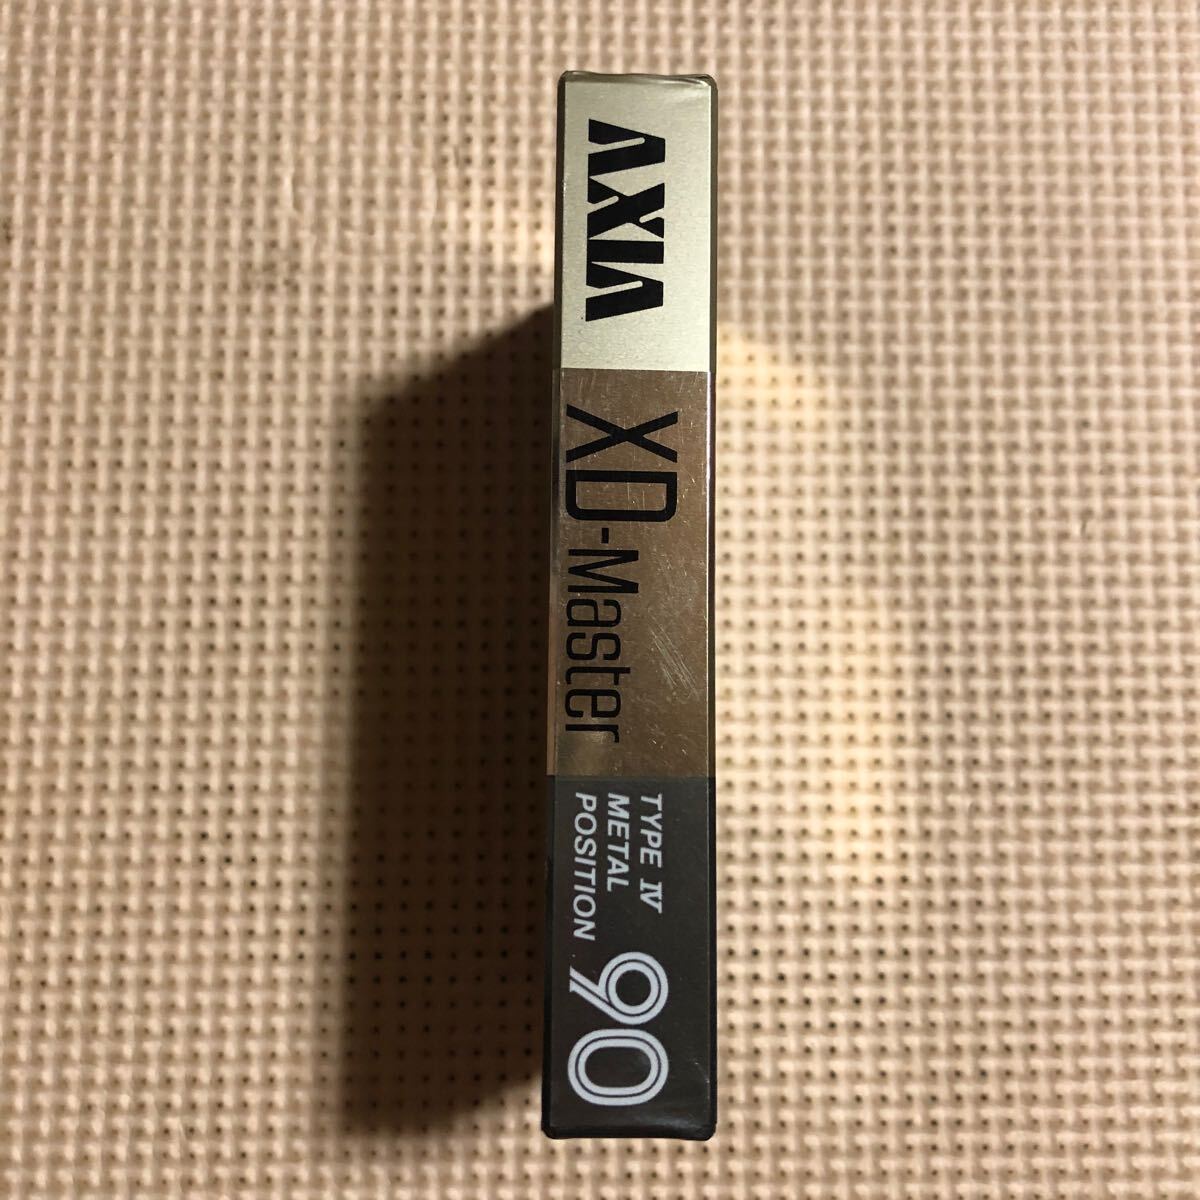 AXIA
XD-Master
TYPE IV
METAL
POSITION
90